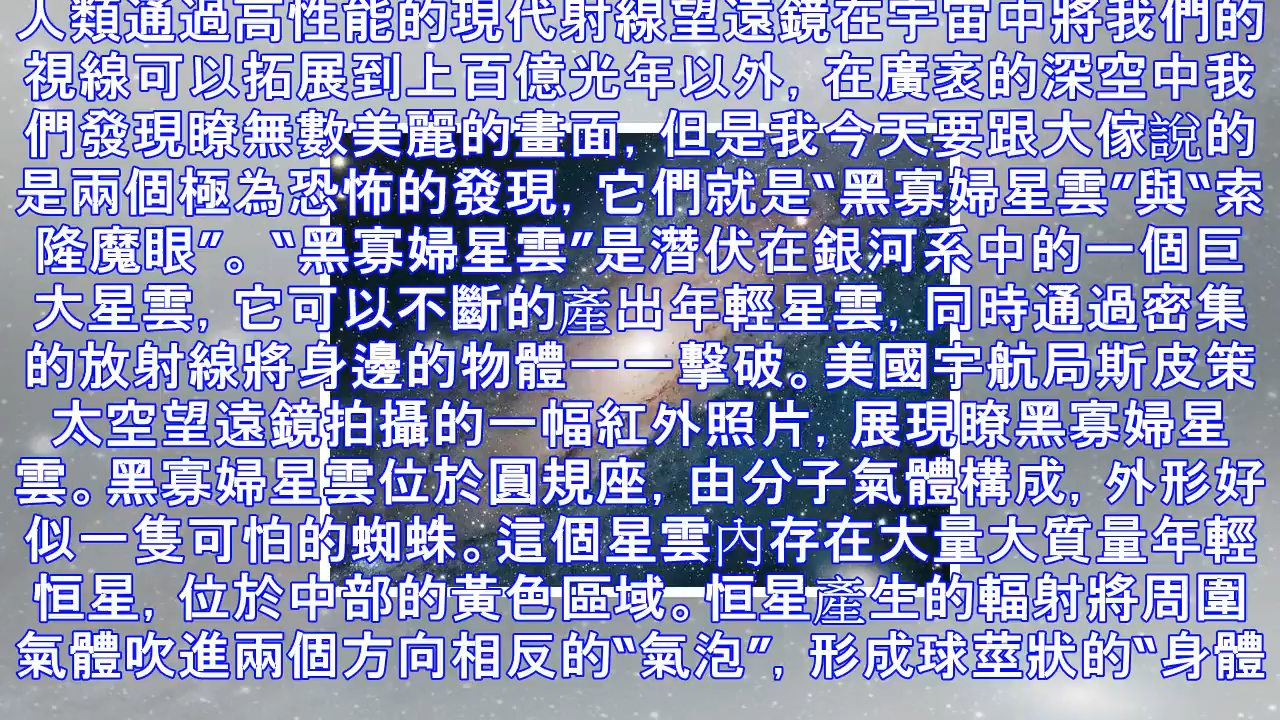 人類通過高性能的現代射線望遠鏡在宇宙中將我們的
視線可以拓展到上百億光年以外, 在廣袤的深空中我
們發現瞭無數美麗的畫面, 但是我今天要跟大傢說的
是兩個極為恐怖的發現, 它們就是“黑寡婦星雲”與“索
隆魔眼”。“黑寡婦星雲”是潛伏在銀河系中的一個巨
大星雲, 它可以不斷的產出年輕星雲, 同時通過密集
的放射線將身邊的物體一一擊破。美國宇航局斯皮策
太空望遠鏡拍攝的一幅紅外照片, 展現瞭黑寡婦星
雲。黑寡婦星雲位於圓規座, 由分子氣體構成, 外形好
似一隻可怕的蜘蛛。這個星雲內存在大量大質量年輕
恒星, 位於中部的黃色區域。恒星產生的輻射將周圍
氣體吹進兩個方向相反的“氣泡”, 形成球莖狀的“身體